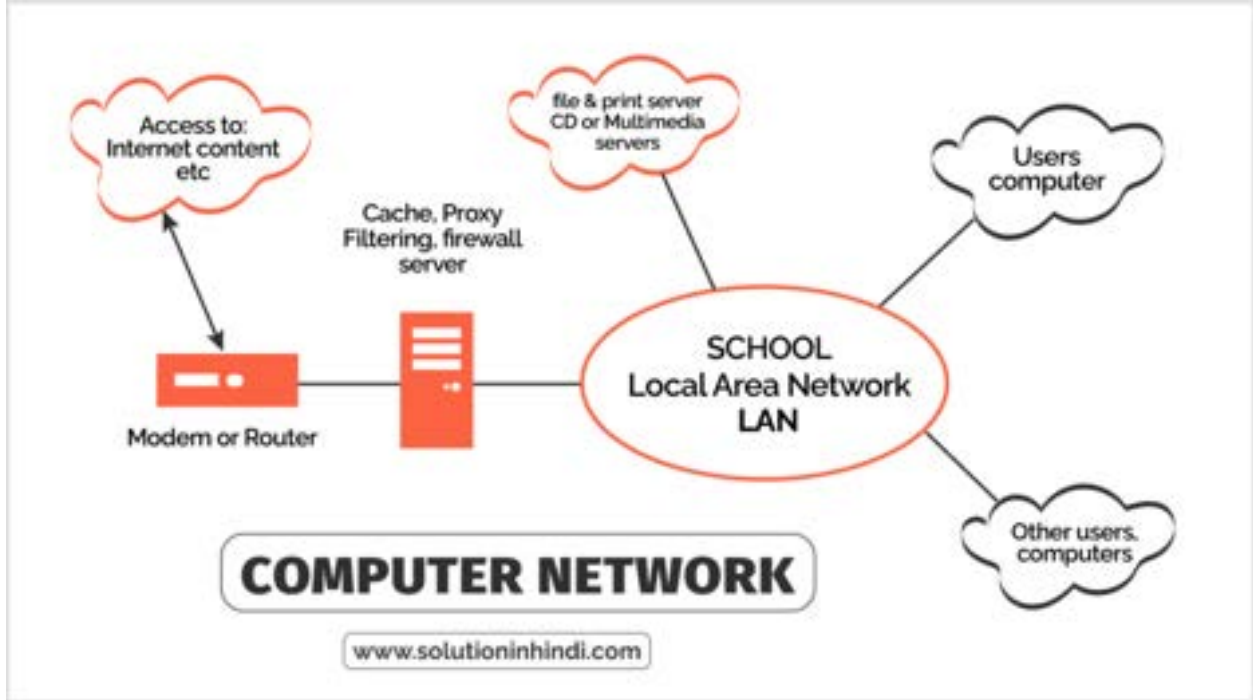 Access to:
Internet content
etc
file & print server
CD or Multimedia
servers
Users
computer
Cache, Proxy
Filtering, firewall
server
SCHOOL
Local Area Network
LAN
Modem or Router
Other users.
computers
COMPUTER NETWORK
www.solutioninhindi.com